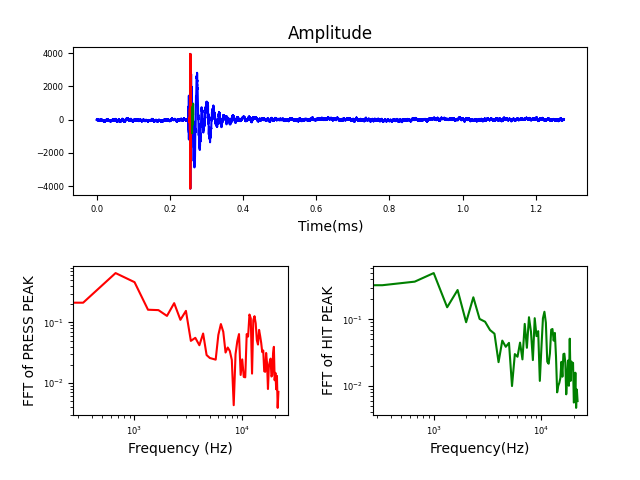 Amplitude
4000
2000
0
−2000
−4000
0.0 0.2 0.4 0.6 0.8 1.0 1.2
Time(ms)
FFT of PRESS PEAK
10⁻¹
10⁻²
10³ 10⁴
Frequency (Hz)
FFT of HIT PEAK
10⁻¹
10⁻²
10³ 10⁴
Frequency(Hz)